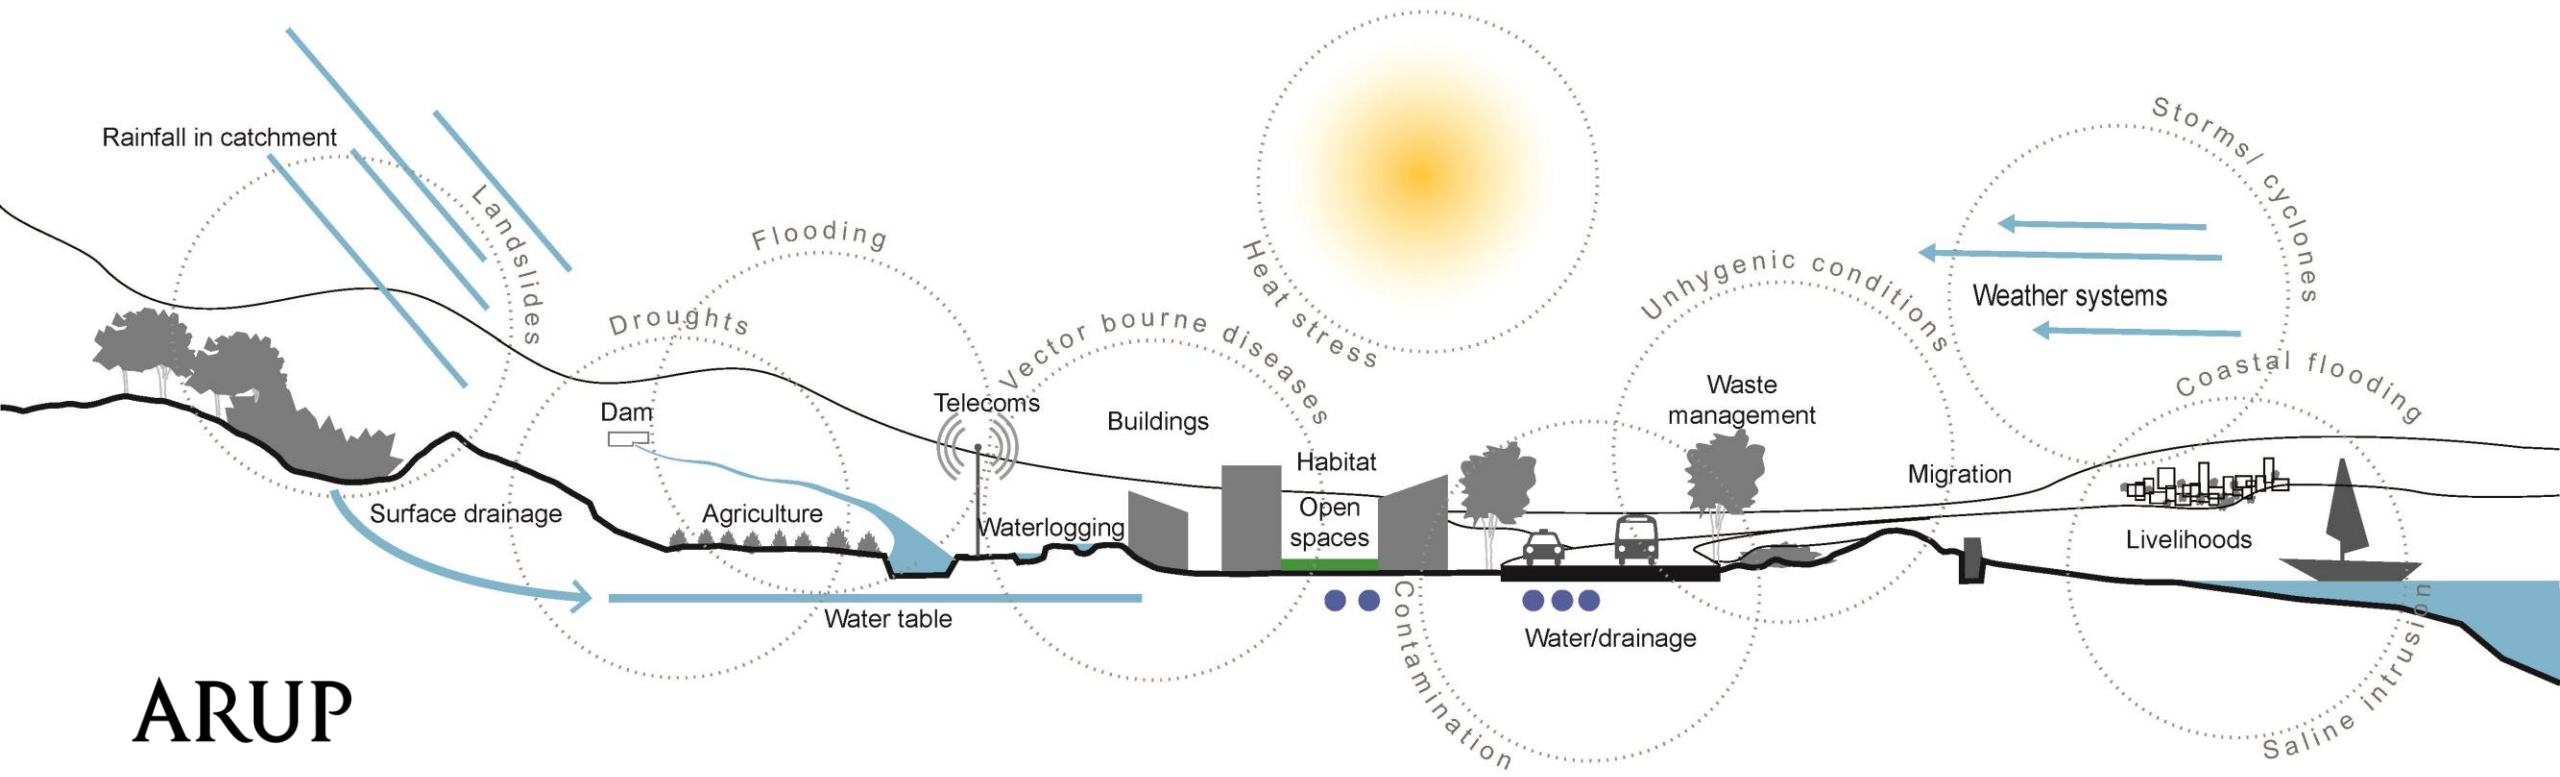 Rainfall in catchment
Landslides
Droughts
Flooding
Vector bourne diseases
Heat stress
Unhygenic conditions
Storms/ cyclones
Weather systems
Coastal flooding
Dam
Telecoms
Buildings
Habitat
Open
spaces
Waste
management
Migration
Surface drainage
Agriculture
Waterlogging
Livelihoods
Water table
Water/drainage
Contamination
Saline intrusion
ARUP